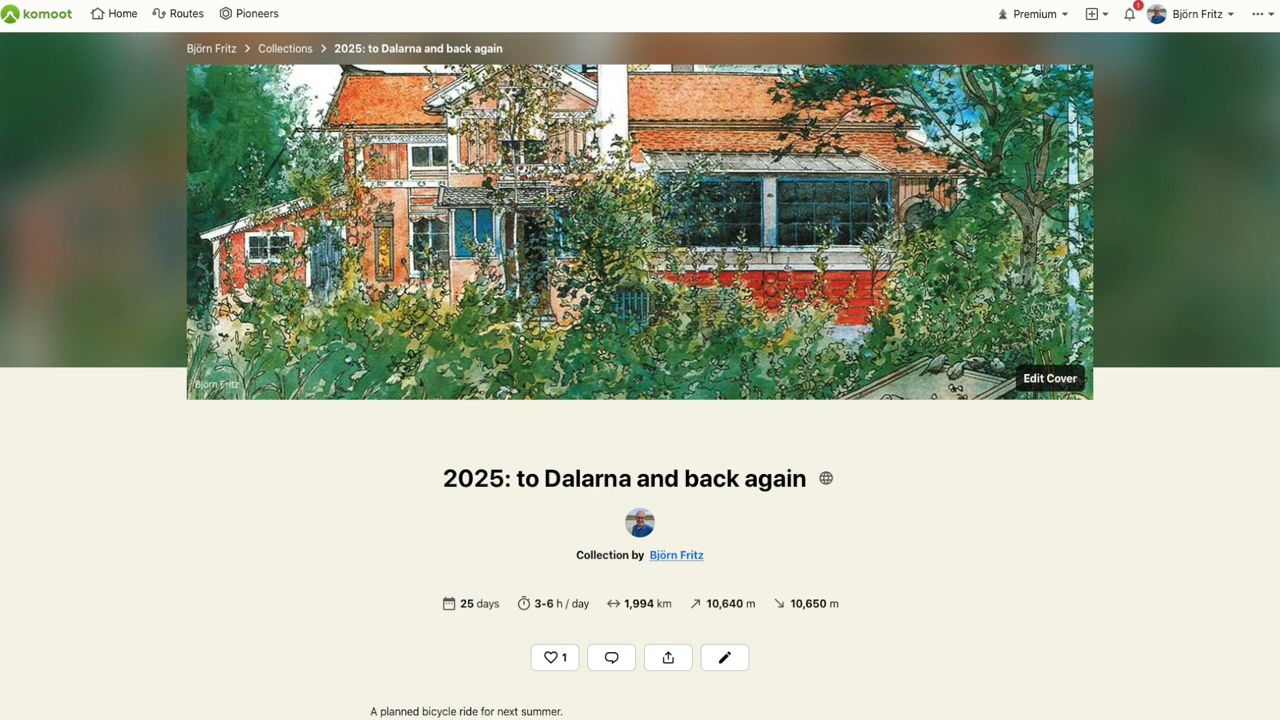 komoot Home Routes Pioneers Premium 1 Björn Fritz
Björn Fritz Collections 2025: to Dalarna and back again
Björn Fritz
Edit Cover
2025: to Dalarna and back again
Collection by Björn Fritz
25 days 3-6 h / day 1,994 km 10,640 m 10,650 m
1
A planned bicycle ride for next summer.